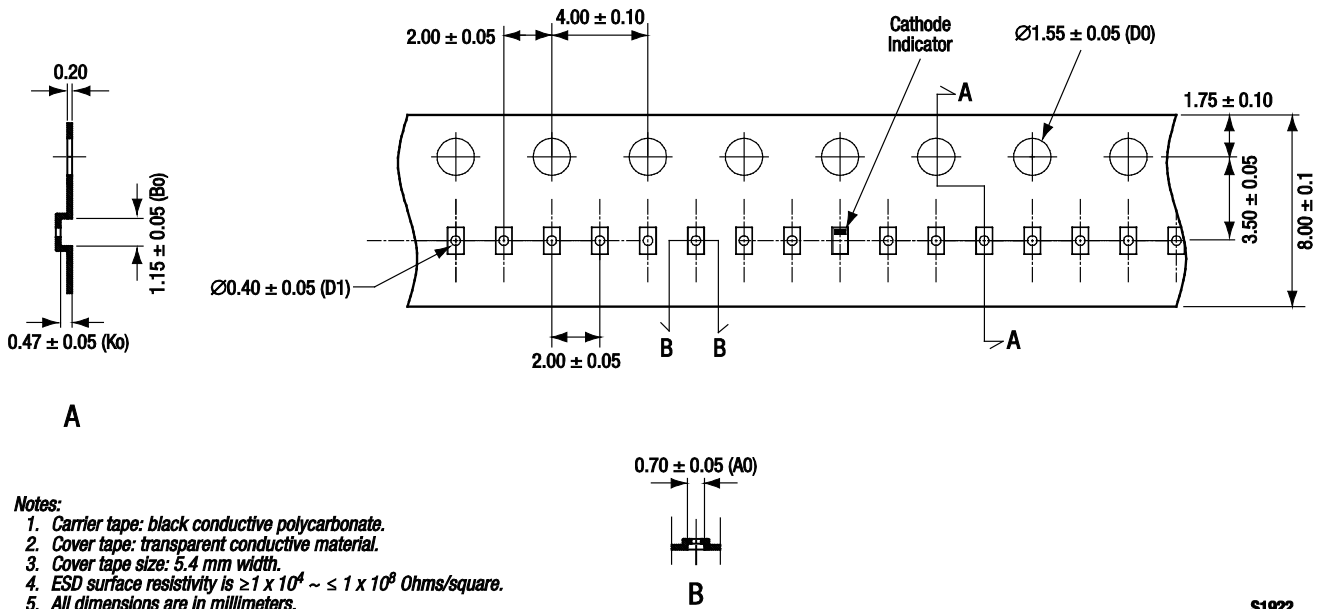 4.00 ± 0.10
2.00 ± 0.05
Cathode
Indicator
Ø1.55 ± 0.05 (D0)
0.20
A
1.75 ± 0.10
1.15 ± 0.05 (Bo)
3.50 ± 0.05
8.00 ± 0.1
Ø0.40 ± 0.05 (D1)
0.47 ± 0.05 (Ko)
B B
A
2.00 ± 0.05
A
0.70 ± 0.05 (A0)
B
Notes:
1. Carrier tape: black conductive polycarbonate.
2. Cover tape: transparent conductive material.
3. Cover tape size: 5.4 mm width.
4. ESD surface resistivity is ≥1 x 10⁴ ~ ≤ 1 x 10⁸ Ohms/square.
5. All dimensions are in millimeters.
S1922